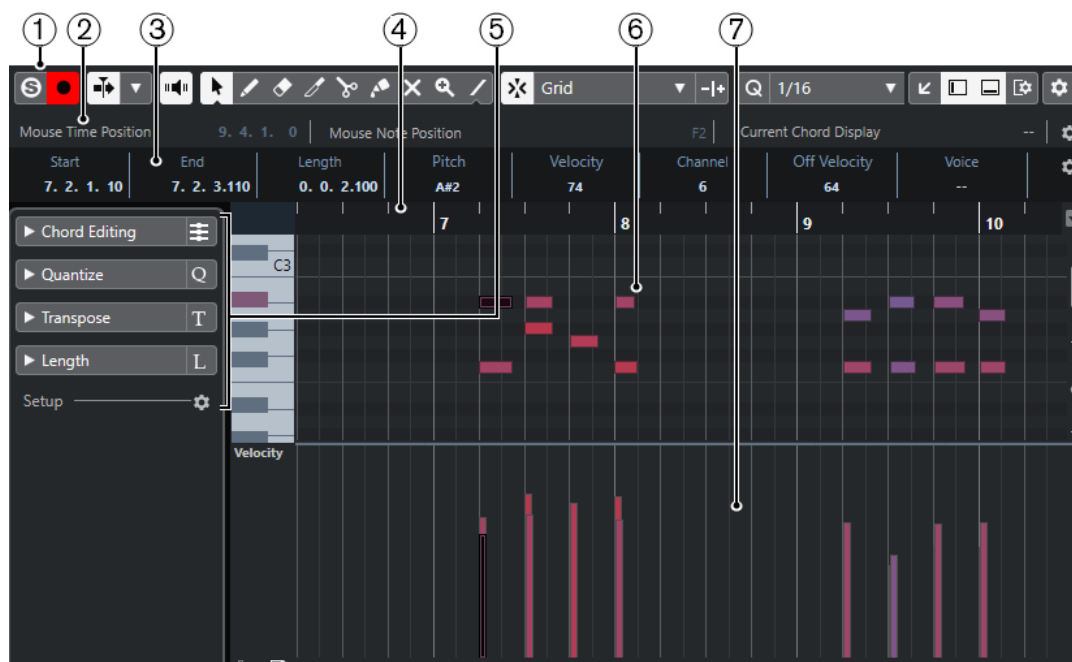 ① ② ③ ④ ⑤ ⑥ ⑦
S Grid Q 1/16
Mouse Time Position 9. 4. 1. 0 Mouse Note Position F2 Current Chord Display --
Start End Length Pitch Velocity Channel Off Velocity Voice
7. 2. 1. 10 7. 2. 3.110 0. 0. 2.100 A#2 74 6 64 --
7 8 9 10
Chord Editing
C3
Quantize Q
Transpose T
Length L
Setup
Velocity